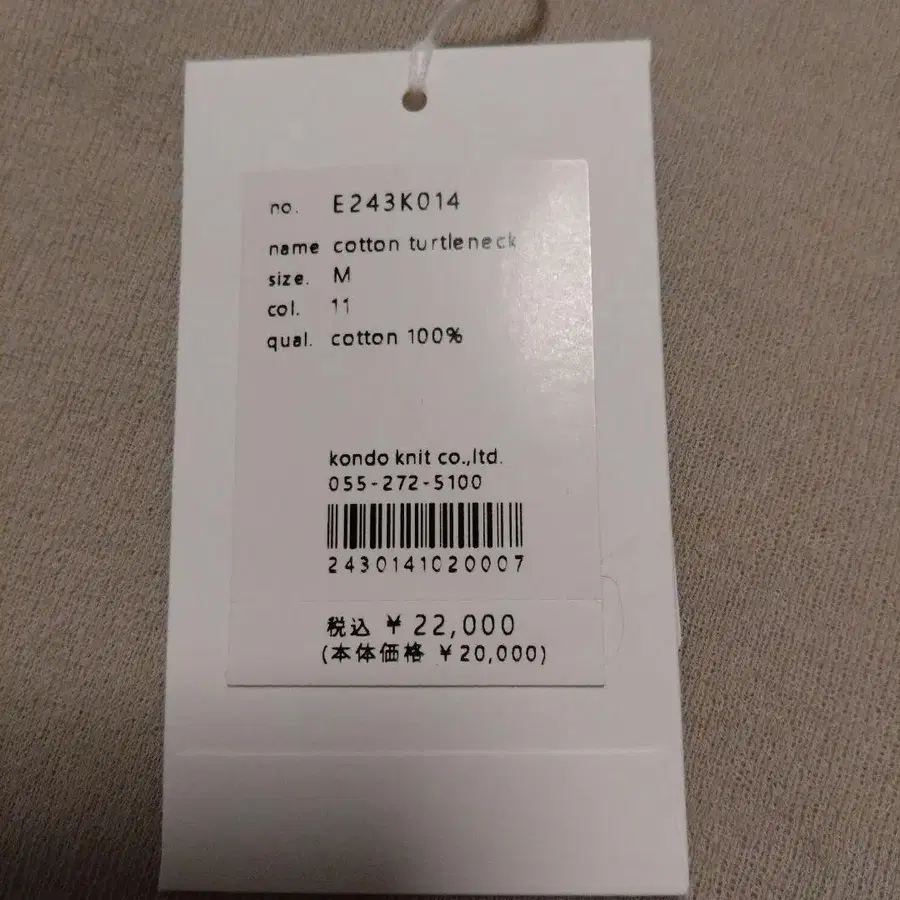 no. E243K014
name cotton turtleneck
size. M
col. 11
qual. cotton 100%
kondo knit co.,ltd.
055-272-5100
2430141020007
税込 ¥ 22,000
(本体価格 ¥20,000)